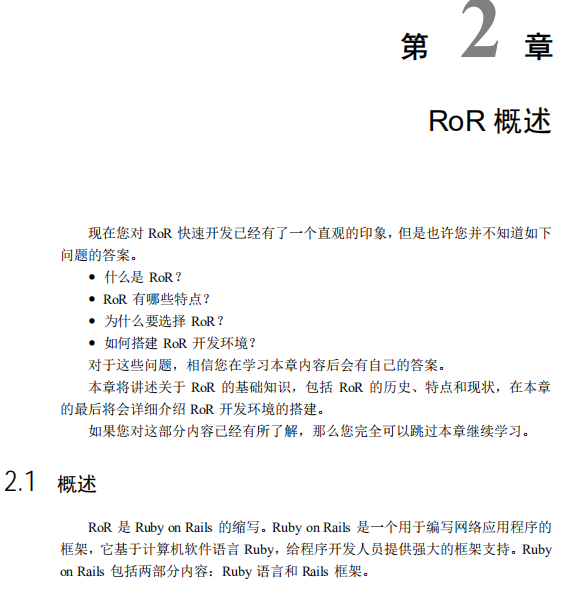 第 2 章
RoR 概述
现在您对 RoR 快速开发已经有了一个直观的印象，但是也许您并不知道如下
问题的答案。
● 什么是 RoR？
● RoR 有哪些特点？
● 为什么要选择 RoR？
● 如何搭建 RoR 开发环境？
对于这些问题，相信您在学习本章内容后会有自己的答案。
本章将讲述关于 RoR 的基础知识，包括 RoR 的历史、特点和现状，在本章
的最后将会详细介绍 RoR 开发环境的搭建。
如果您对这部分内容已经有所了解，那么您完全可以跳过本章继续学习。
2.1 概述
RoR 是 Ruby on Rails 的缩写。Ruby on Rails 是一个用于编写网络应用程序的
框架，它基于计算机软件语言 Ruby，给程序开发人员提供强大的框架支持。Ruby
on Rails 包括两部分内容：Ruby 语言和 Rails 框架。